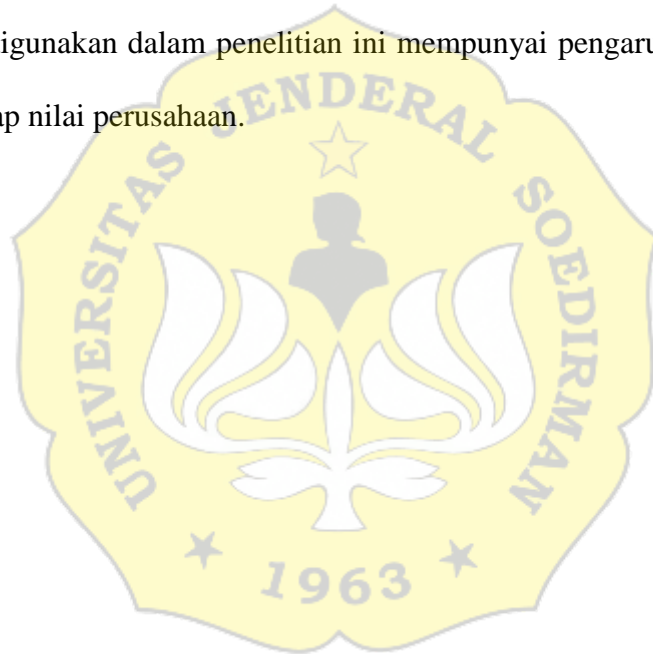 igunakan dalam penelitian ini mempunyai pengaru
ap nilai perusahaan.
UNIVERSITAS JENDERAL SOEDIRMAN
1963